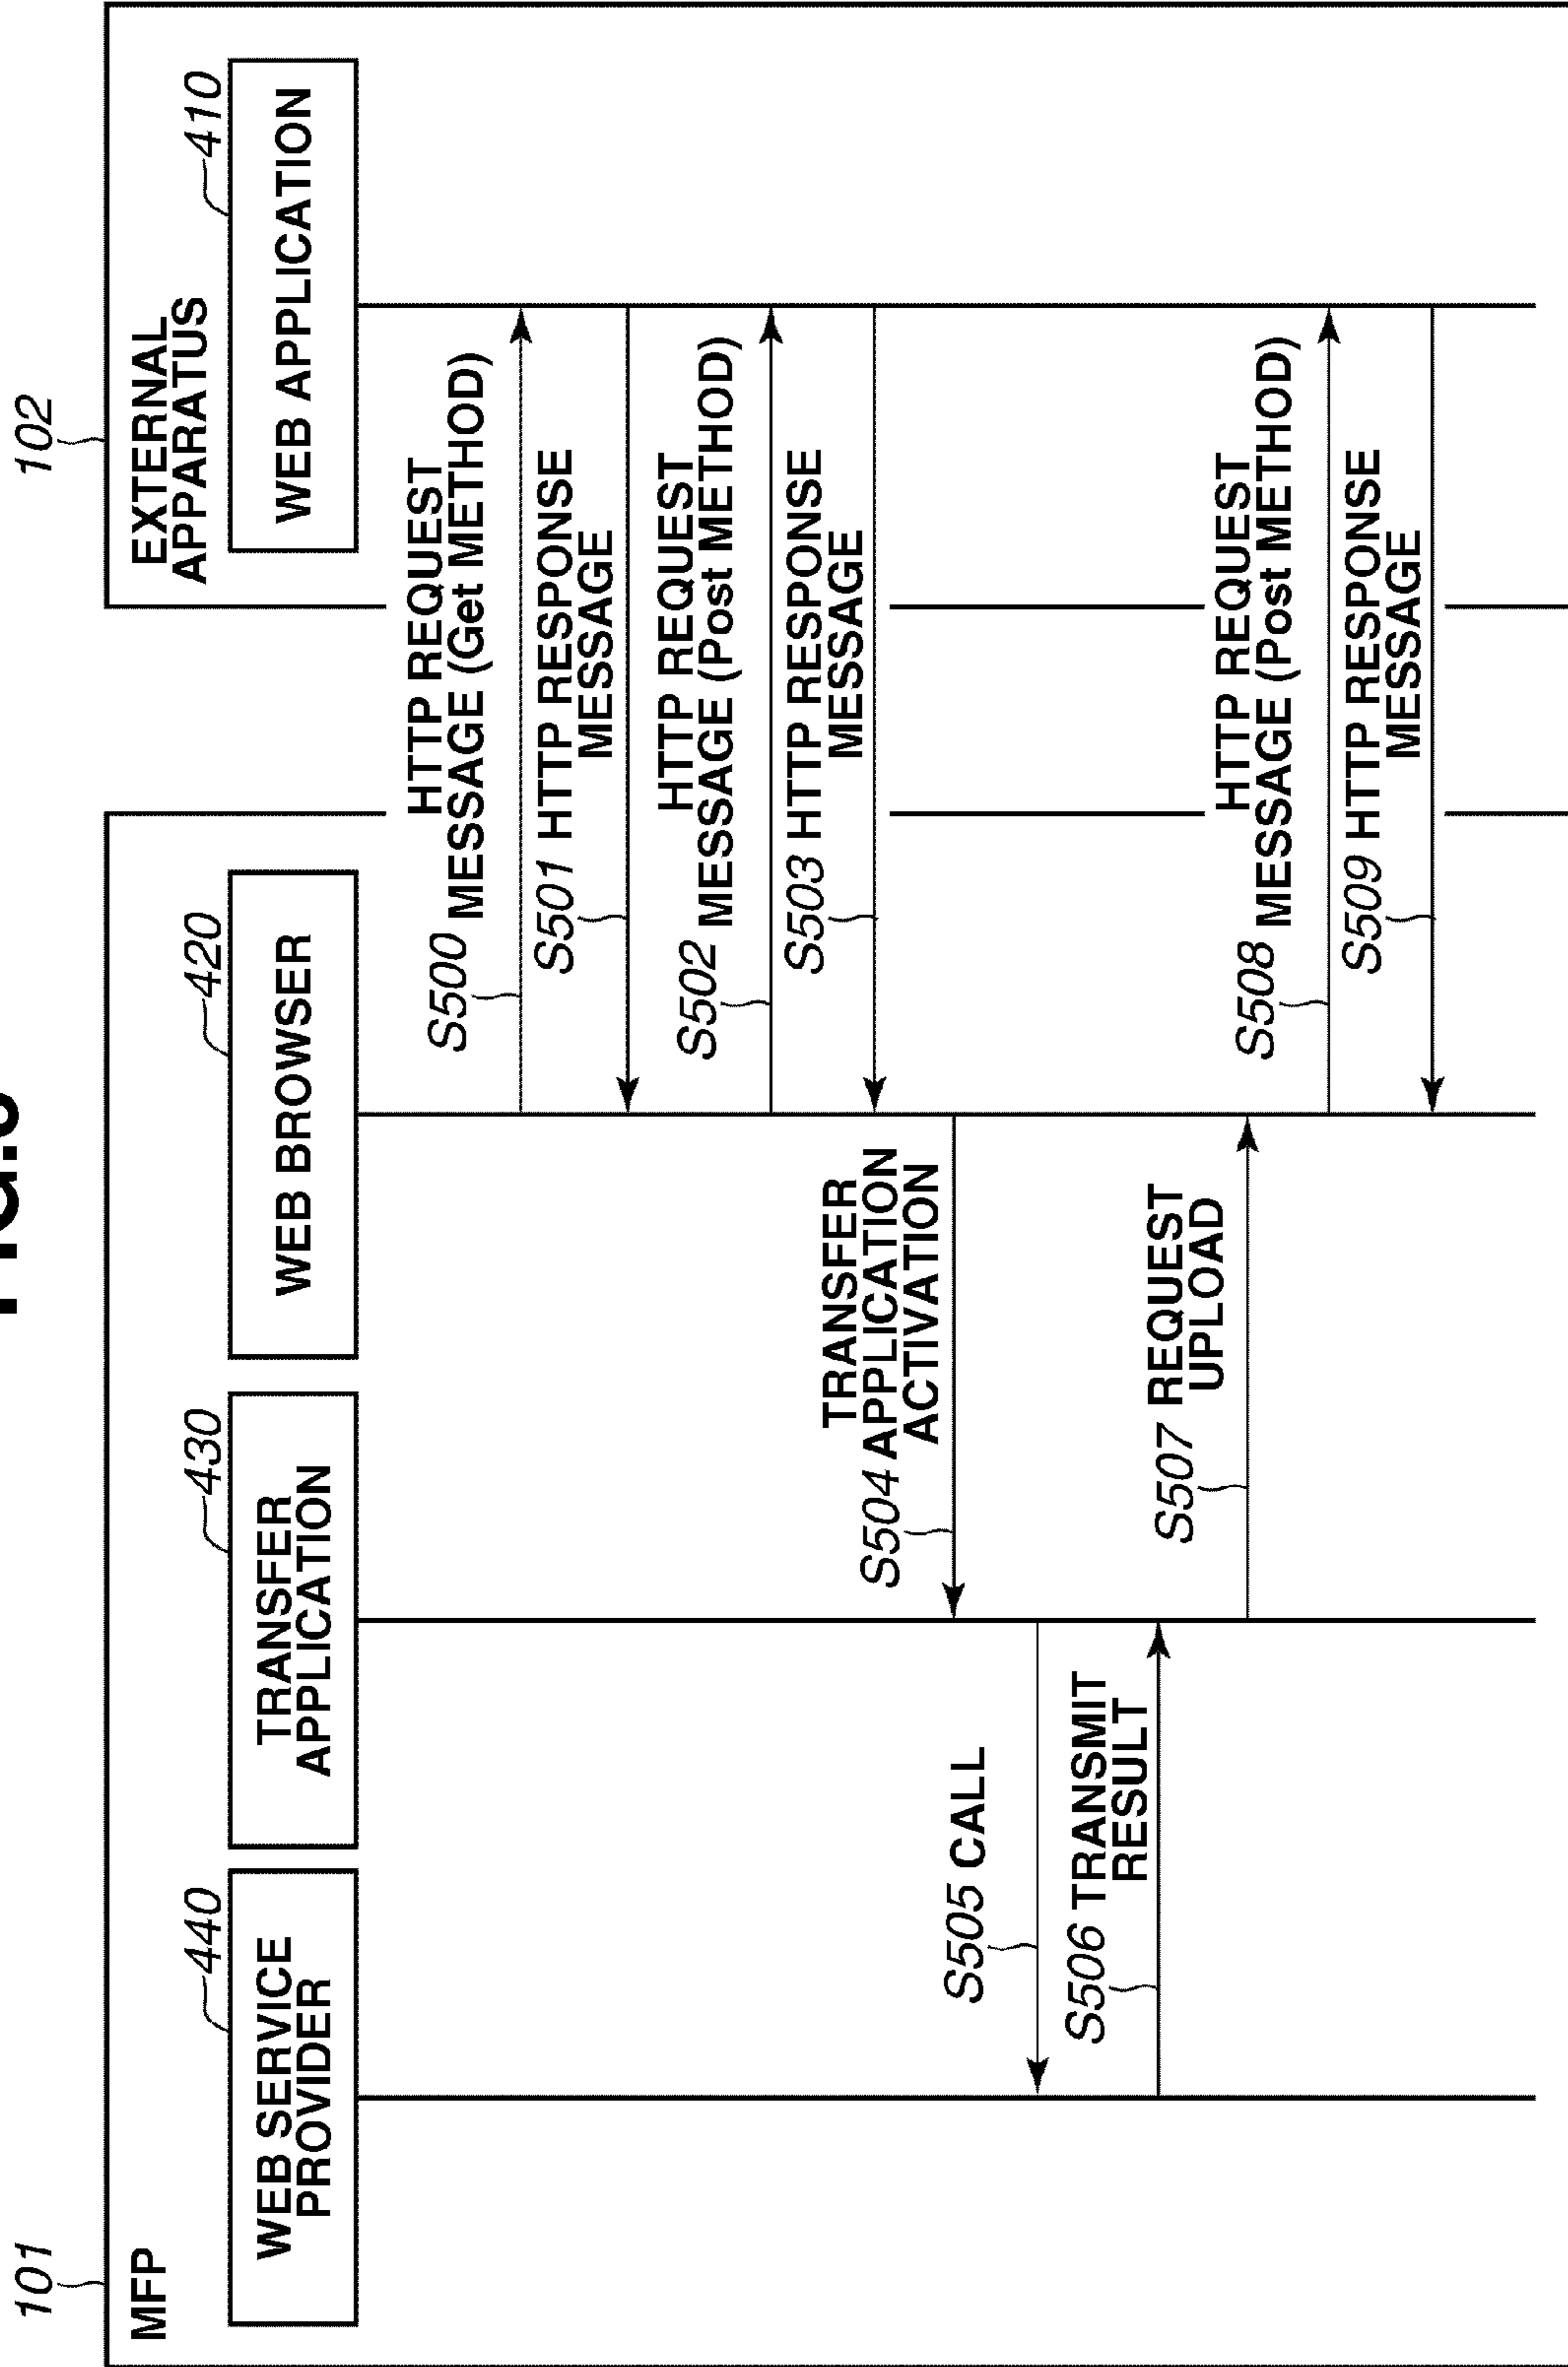 101
102
MFP
EXTERNAL
APPARATUS
440
430
420
410
WEB SERVICE
PROVIDER
TRANSFER
APPLICATION
WEB BROWSER
WEB APPLICATION
HTTP REQUEST
S500 MESSAGE (Get METHOD)
S501 HTTP RESPONSE
MESSAGE
HTTP REQUEST
S502 MESSAGE (Post METHOD)
S503 HTTP RESPONSE
MESSAGE
TRANSFER
S504 APPLICATION
ACTIVATION
S505 CALL
S506 TRANSMIT
RESULT
S507 REQUEST
UPLOAD
HTTP REQUEST
S508 MESSAGE (Post METHOD)
S509 HTTP RESPONSE
MESSAGE